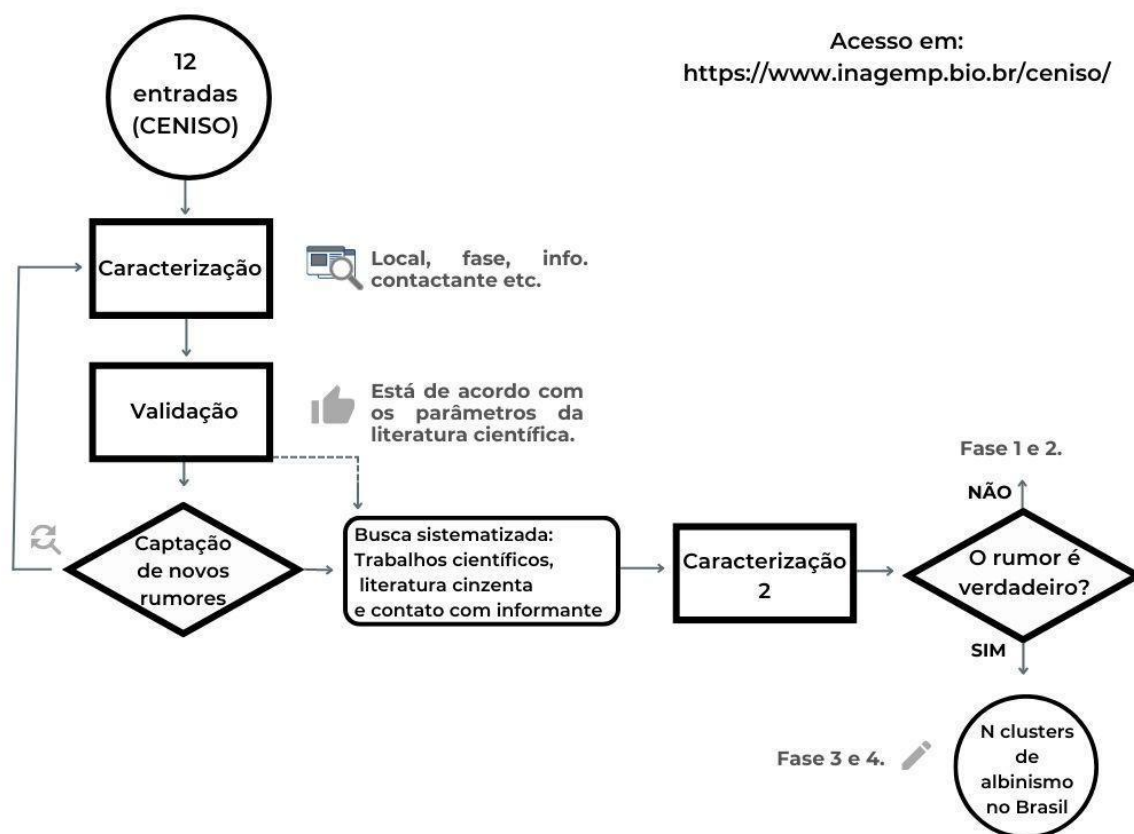 12
entradas
(CENISO)
Acesso em:
https://www.inagemp.bio.br/ceniso/
Caracterização
Local, fase, info.
contactante etc.
Validação
Está de acordo com
os parâmetros da
literatura científica.
Captação
de novos
rumores
Busca sistematizada:
Trabalhos científicos,
literatura cinzenta
e contato com informante
Caracterização
2
Fase 1 e 2.
NÃO
O rumor é
verdadeiro?
SIM
Fase 3 e 4.
N clusters
de
albinismo
no Brasil